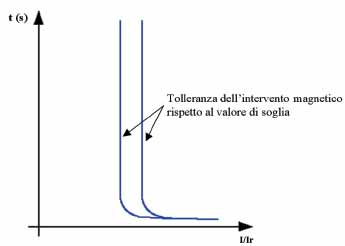 t (s)
Tolleranza dell'intervento magnetico
rispetto al valore di soglia
I/Ir